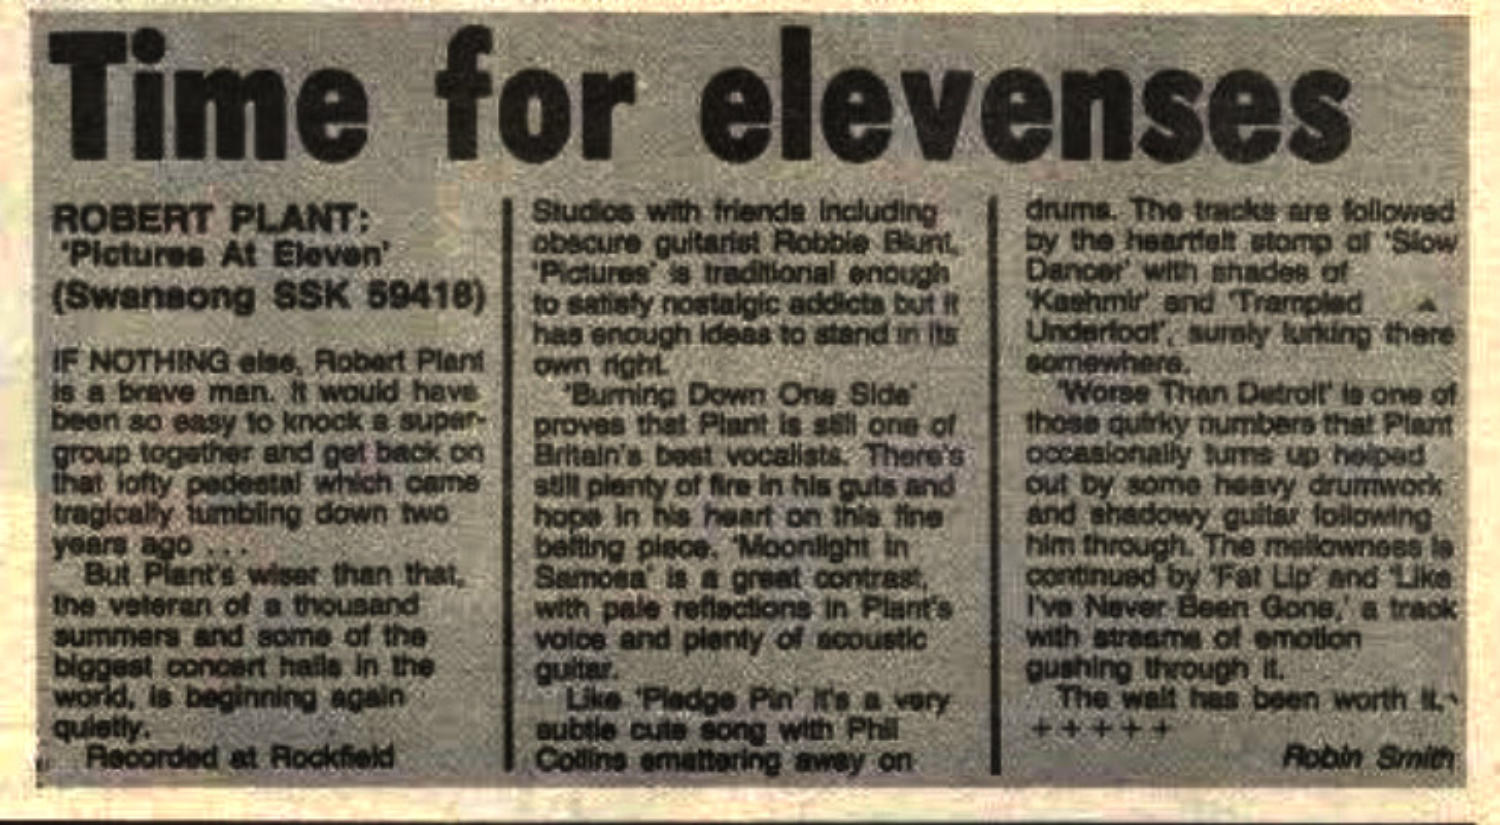 Time for elevenses
ROBERT PLANT:
'Pictures At Eleven'
(Swansong SSK 59418)
IF NOTHING else, Robert Plant
is a brave man. It would have
been so easy to knock a super-
group together and get back on
that lofty pedestal which came
tragically tumbling down two
years ago ...
But Plant's wiser than that,
the veteran of a thousand
summers and some of the
biggest concert halls in the
world, is beginning again
quietly.
Recorded at Rockfield
Studios with friends including
obscure guitarist Robbie Blunt,
'Pictures' is traditional enough
to satisfy nostalgic addicts but it
has enough ideas to stand in its
own right.
'Burning Down One Side'
proves that Plant is still one of
Britain's best vocalists. There's
still plenty of fire in his guts and
hope in his heart on this fine
belting piece. 'Moonlight in
Samosa' is a great contrast,
with pale reflections in Plant's
voice and plenty of acoustic
guitar.
Like 'Pledge Pin' it's a very
subtle cute song with Phil
Collins smattering away on
drums. The tracks are followed
by the heartfelt stomp of 'Slow
Dancer' with shades of
'Kashmir' and 'Trampled
Underfoot', surely lurking there
somewhere.
'Worse Than Detroit' is one of
those quirky numbers that Plant
occasionally turns up helped
out by some heavy drumwork
and shadowy guitar following
him through. The mellowness is
continued by 'Fat Lip' and 'Like
I've Never Been Gone,' a track
with streams of emotion
gushing through it.
The wait has been worth it.
+++++
Robin Smith